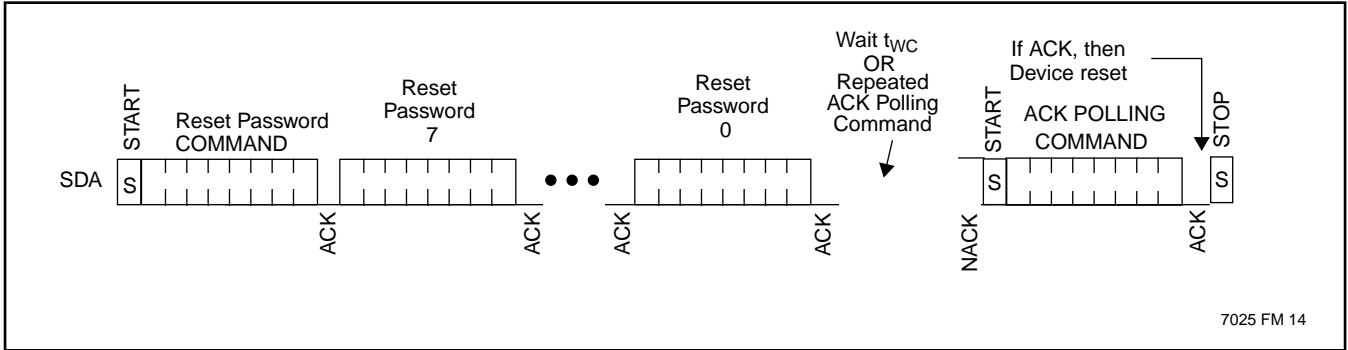 Wait tWC
OR
Repeated
ACK Polling
Command
If ACK, then
Device reset
START
Reset Password
COMMAND
Reset
Password
7
Reset
Password
0
START
ACK POLLING
COMMAND
STOP
SDA
S
S
S
ACK
ACK
ACK
ACK
NACK
ACK
7025 FM 14